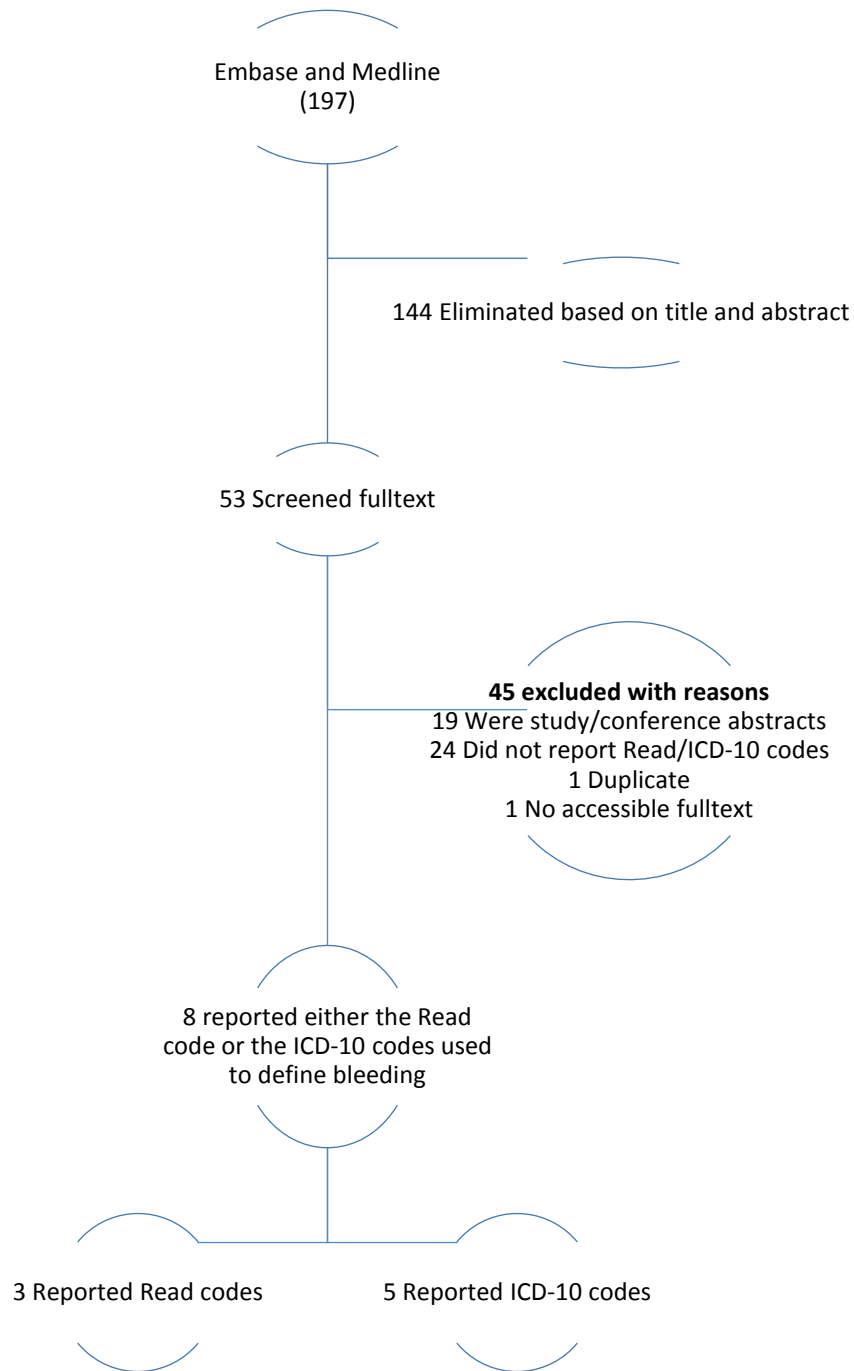 Embase and Medline
(197)
144 Eliminated based on title and abstract
53 Screened fulltext
45 excluded with reasons
19 Were study/conference abstracts
24 Did not report Read/ICD-10 codes
1 Duplicate
1 No accessible fulltext
8 reported either the Read
code or the ICD-10 codes used
to define bleeding
3 Reported Read codes
5 Reported ICD-10 codes